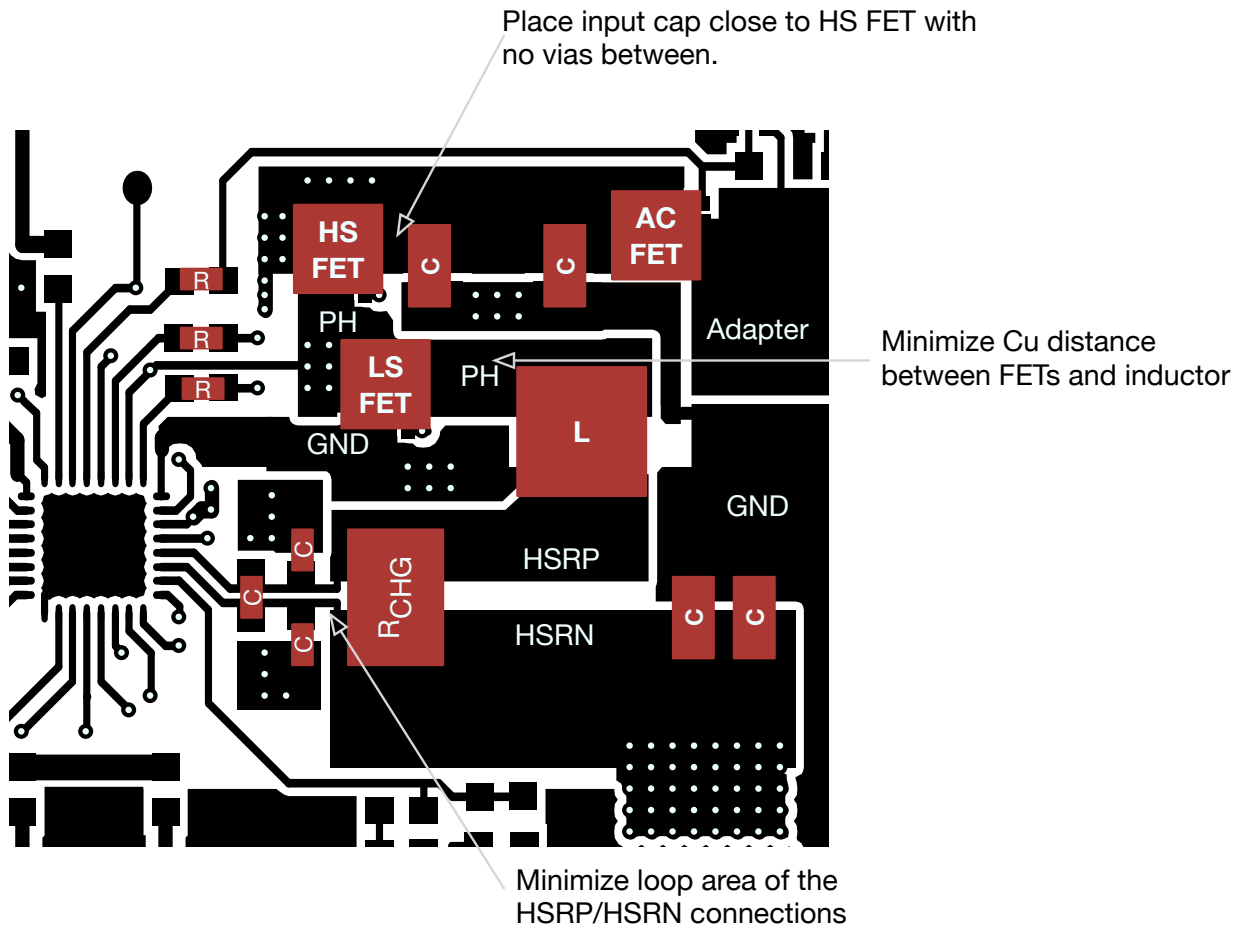 Place input cap close to HS FET with
no vias between.
HS
FET
C
C
AC
FET
R
PH
Adapter
R
LS
FET
PH
Minimize Cu distance
between FETs and inductor
R
GND
L
GND
C
HSRP
RCHG
C
C
HSRN
C
C
Minimize loop area of the
HSRP/HSRN connections